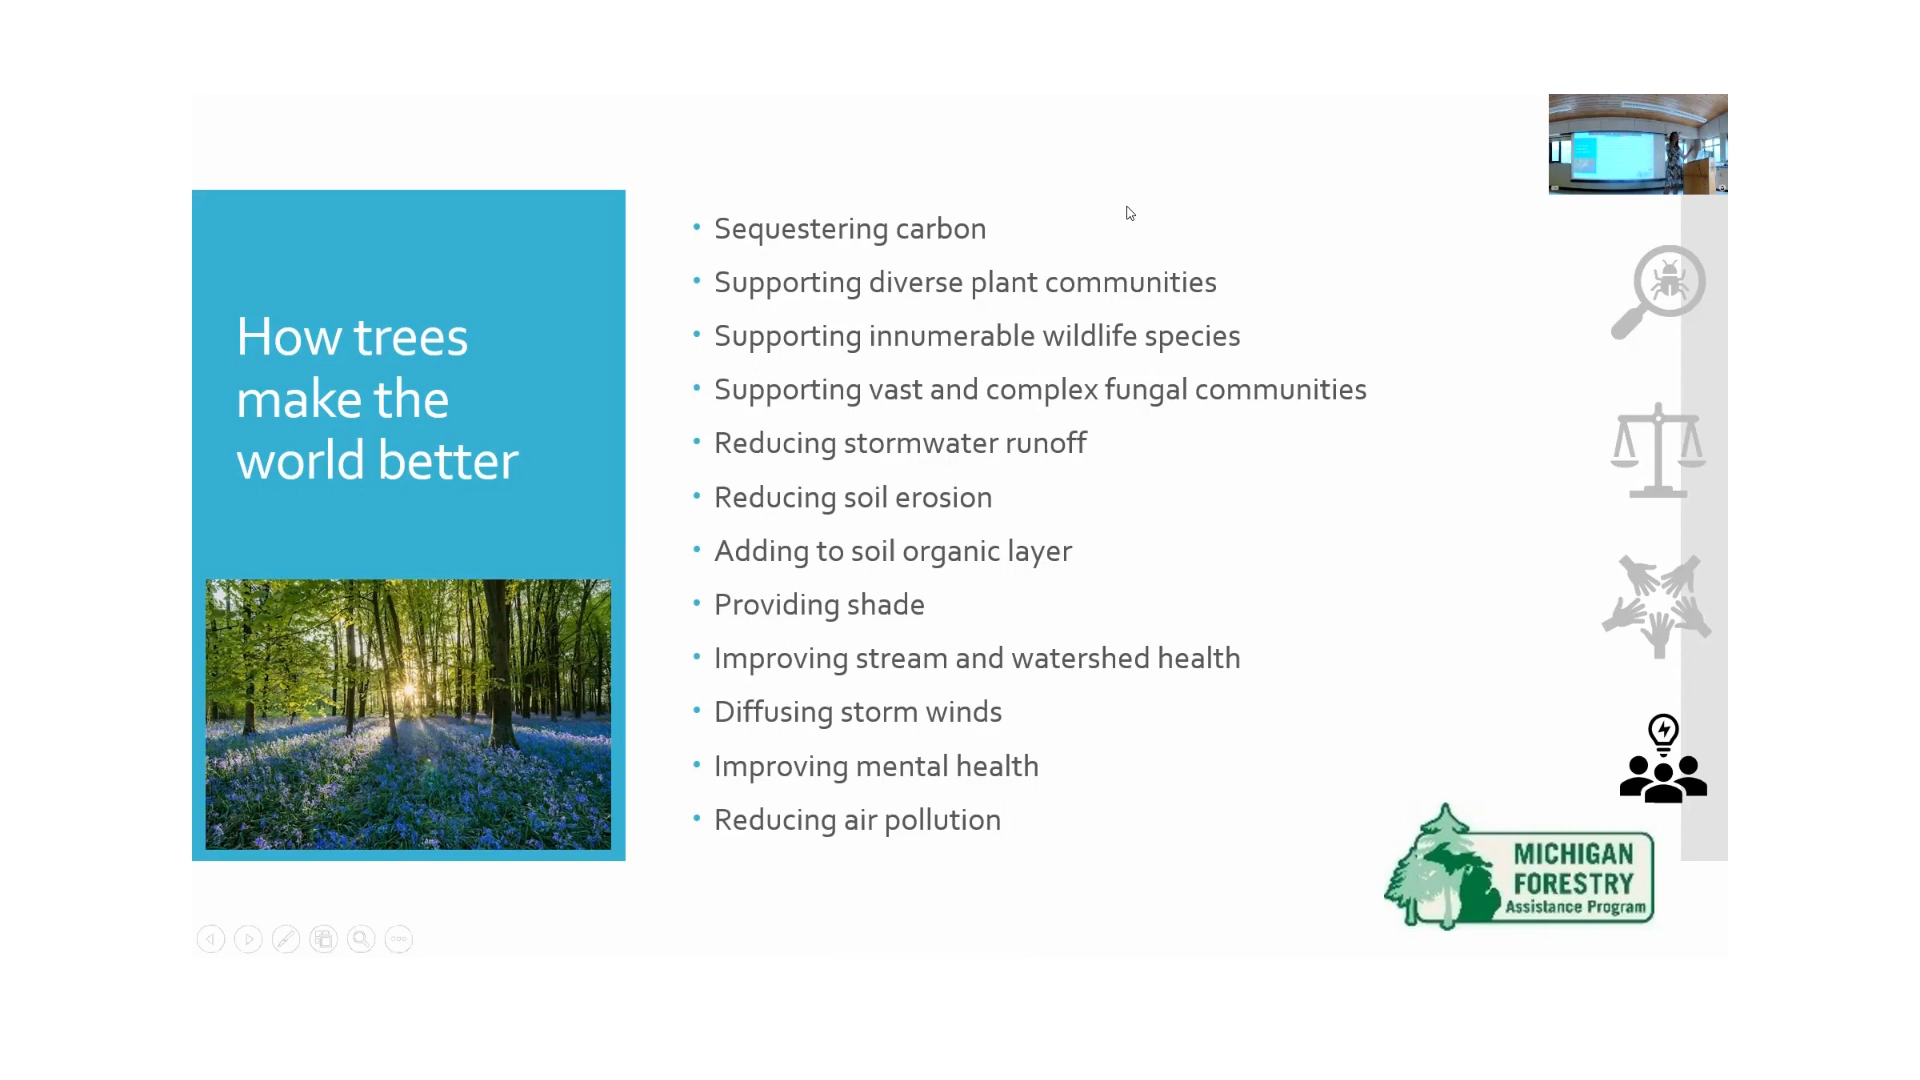 How trees
make the
world better
Sequestering carbon
Supporting diverse plant communities
Supporting innumerable wildlife species
Supporting vast and complex fungal communities
Reducing stormwater runoff
Reducing soil erosion
Adding to soil organic layer
Providing shade
Improving stream and watershed health
Diffusing storm winds
Improving mental health
Reducing air pollution
MICHIGAN
FORESTRY
Assistance Program